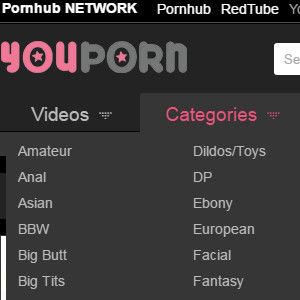 Pornhub NETWORK Pornhub RedTube Yo
YOUPORN
Se
Videos Categories
Amateur Dildos/Toys
Anal DP
Asian Ebony
BBW European
Big Butt Facial
Big Tits Fantasy